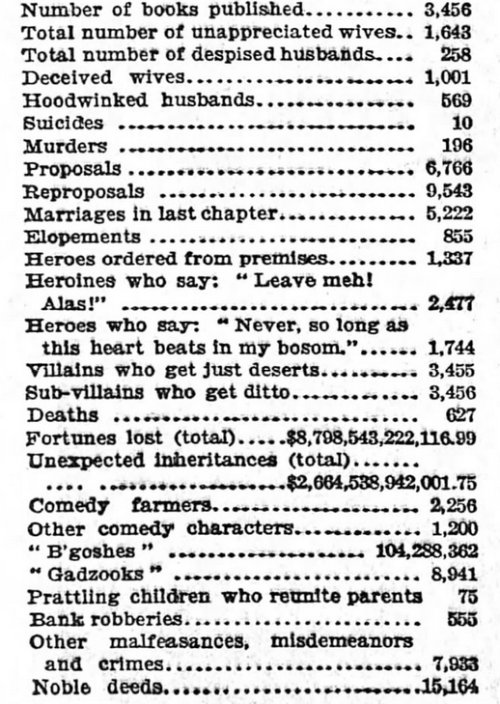 Number of books published........... 3,456
Total number of unappreciated wives.. 1,643
Total number of despised husbands.... 258
Deceived wives....................... 1,001
Hoodwinked husbands................ 569
Suicides ............................ 10
Murders ............................ 196
Proposals ........................... 6,766
Reproposals ........................ 9,543
Marriages in last chapter............. 5,222
Elopements ......................... 855
Heroes ordered from premises......... 1,337
Heroines who say: "Leave meh!
Alas!" ............................ 2,477
Heroes who say: "Never, so long as
this heart beats in my bosom."...... 1,744
Villains who get just deserts.......... 3,455
Sub-villains who get ditto............. 3,456
Deaths ............................. 627
Fortunes lost (total).....$8,798,543,222,116.99
Unexpected inheritances (total).......
.... ...................$2,664,538,942,001.75
Comedy farmers..................... 2,256
Other comedy characters............. 1,200
"B'goshes" ................. 104,288,362
"Gadzooks" ........................ 8,941
Prattling children who reunite parents 75
Bank robberies....................... 555
Other malfeasances, misdemeanors
and crimes......................... 7,933
Noble deeds.........................15,164